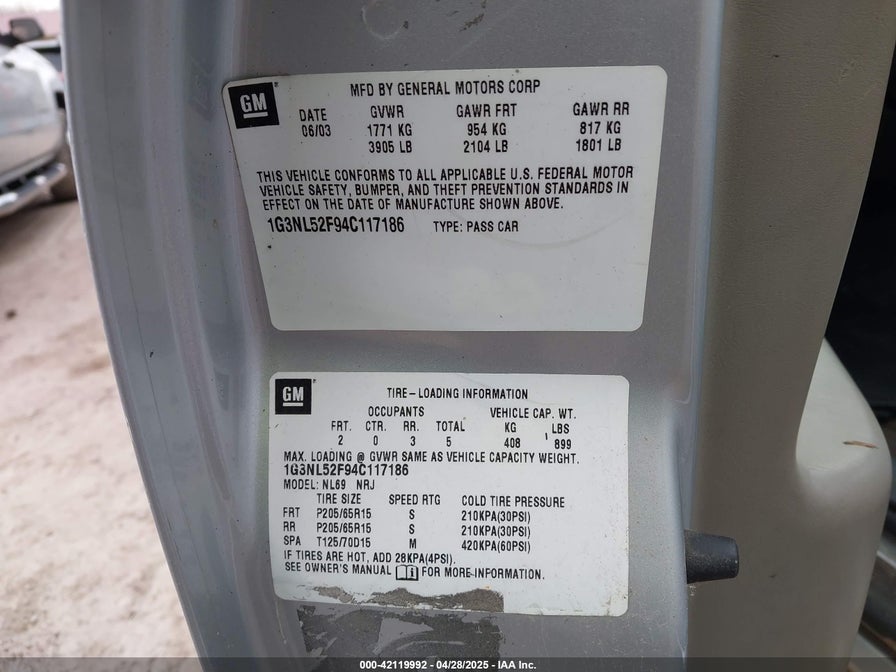 GM
MFD BY GENERAL MOTORS CORP
DATE GVWR GAWR FRT GAWR RR
06/03 1771 KG 954 KG 817 KG
3905 LB 2104 LB 1801 LB
THIS VEHICLE CONFORMS TO ALL APPLICABLE U.S. FEDERAL MOTOR
VEHICLE SAFETY, BUMPER, AND THEFT PREVENTION STANDARDS IN
EFFECT ON THE DATE OF MANUFACTURE SHOWN ABOVE.
1G3NL52F94C117186 TYPE: PASS CAR
GM
TIRE-LOADING INFORMATION
OCCUPANTS VEHICLE CAP. WT.
FRT. CTR. RR. TOTAL KG LBS
2 0 3 5 408 899
MAX. LOADING @ GVWR SAME AS VEHICLE CAPACITY WEIGHT.
1G3NL52F94C117186
MODEL: NL69 NRJ
TIRE SIZE SPEED RTG COLD TIRE PRESSURE
FRT P205/65R15 S 210KPA(30PSI)
RR P205/65R15 S 210KPA(30PSI)
SPA T125/70D15 M 420KPA(60PSI)
IF TIRES ARE HOT, ADD 28KPA(4PSI).
SEE OWNER'S MANUAL FOR MORE INFORMATION.
000-42119992 - 04/28/2025 - IAA Inc.